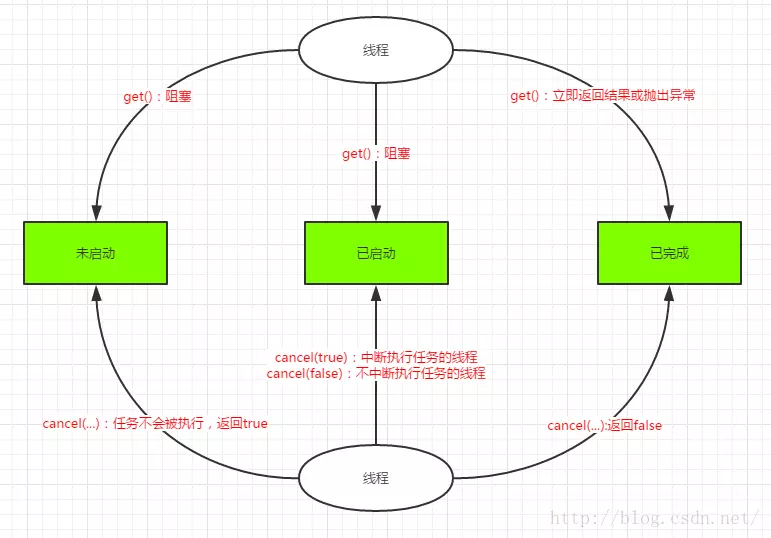 线程
get()：阻塞
get()：立即返回结果或抛出异常
get()：阻塞
未启动
已启动
已完成
cancel(true)：中断执行任务的线程
cancel(false)：不中断执行任务的线程
cancel(...)：任务不会被执行，返回true
cancel(...):返回false
线程
http://blog.csdn.net/